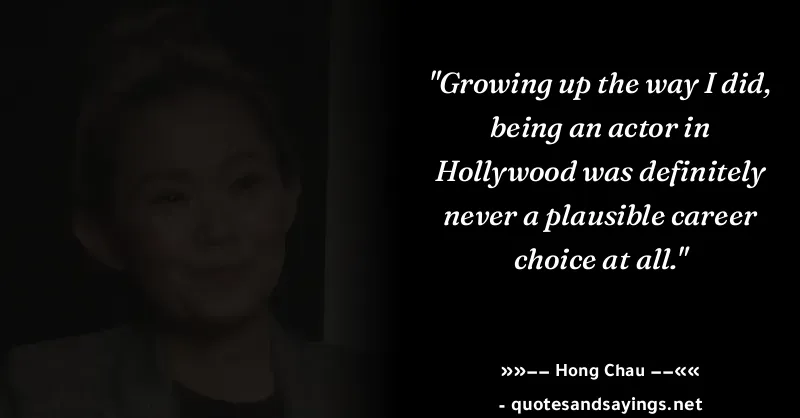 "Growing up the way I did,
being an actor in
Hollywood was definitely
never a plausible career
choice at all."
»»−− Hong Chau −−««
- quotesandsayings.net